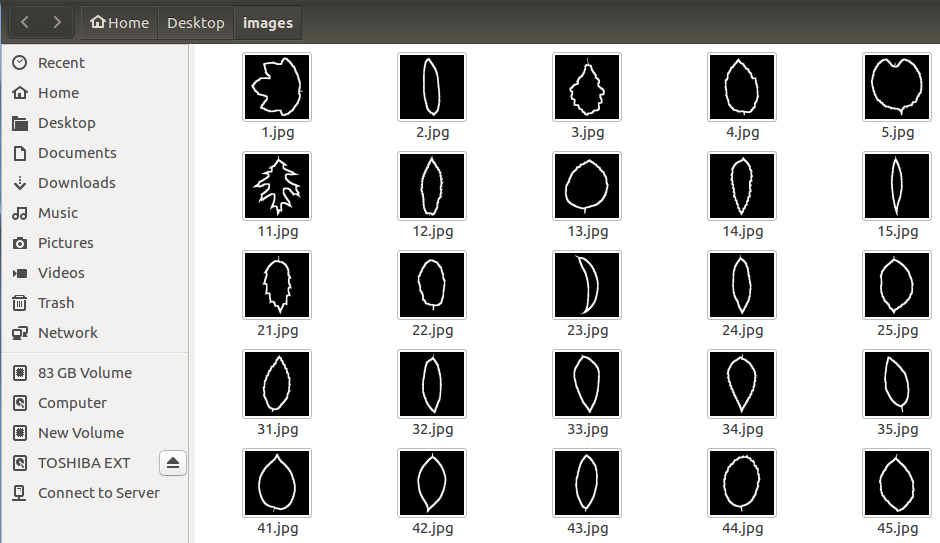 Home Desktop images
Recent
Home
Desktop
Documents
Downloads
Music
Pictures
Videos
Trash
Network
83 GB Volume
Computer
New Volume
TOSHIBA EXT
Connect to Server
1.jpg 2.jpg 3.jpg 4.jpg 5.jpg
11.jpg 12.jpg 13.jpg 14.jpg 15.jpg
21.jpg 22.jpg 23.jpg 24.jpg 25.jpg
31.jpg 32.jpg 33.jpg 34.jpg 35.jpg
41.jpg 42.jpg 43.jpg 44.jpg 45.jpg